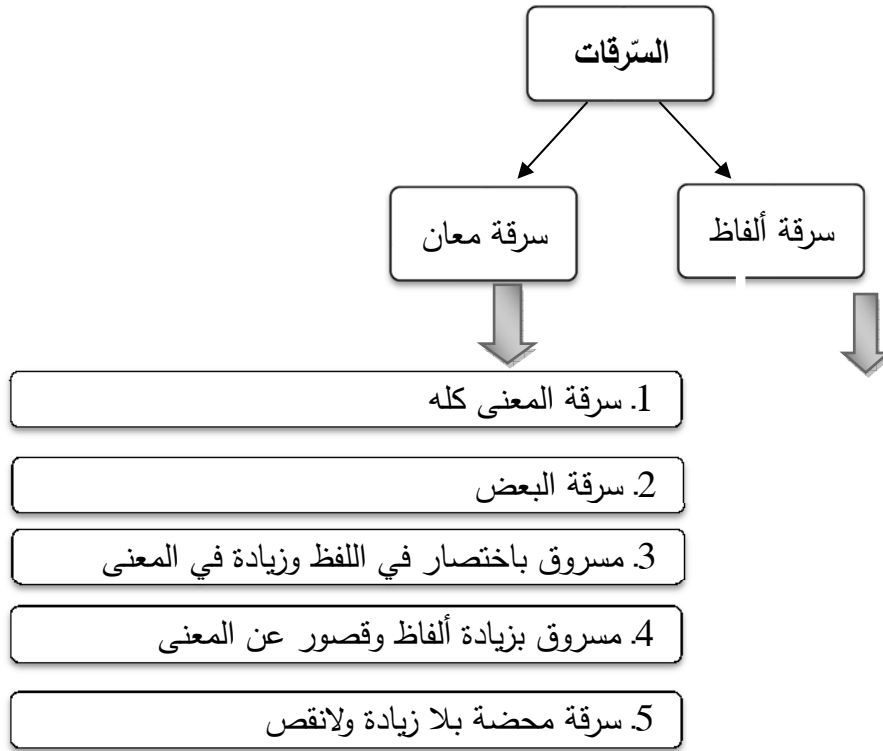 السّرقات
سرقة ألفاظ
سرقة معان
1. سرقة المعنى كله
2. سرقة البعض
3. مسروق باختصار في اللفظ وزيادة في المعنى
4. مسروق بزيادة ألفاظ وقصور عن المعنى
5. سرقة محضة بلا زيادة ولانقص